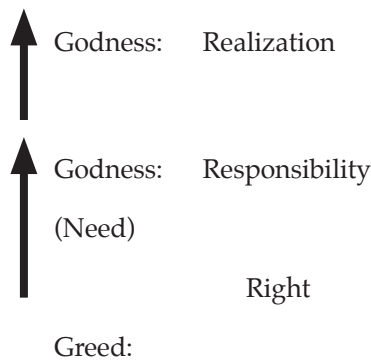 Godness: Realization
Godness: Responsibility
(Need)
Right
Greed: